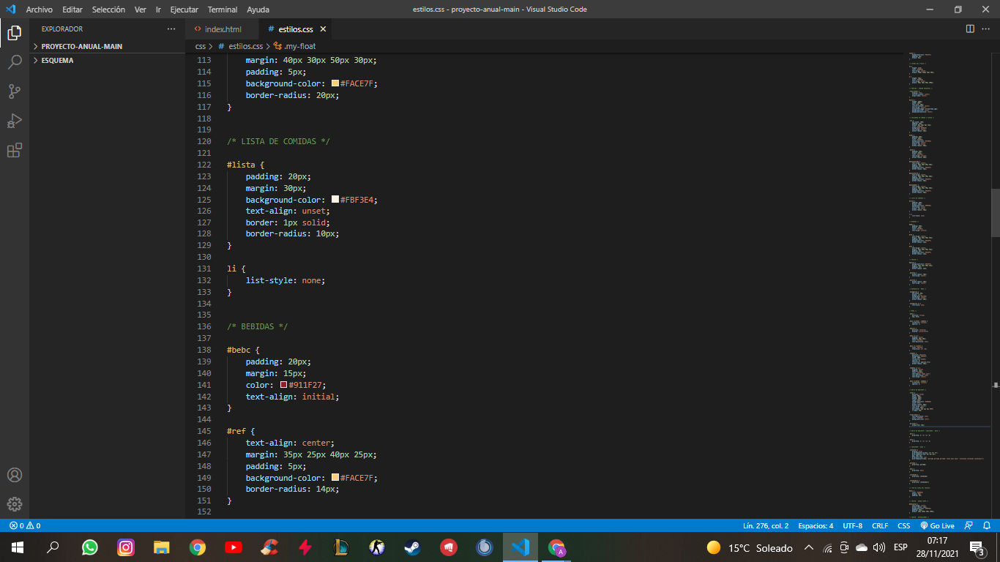 Archivo Editar Selección Ver Ir Ejecutar Terminal Ayuda
estilos.css - proyecto-anual-main - Visual Studio Code
EXPLORADOR
PROYECTO-ANUAL-MAIN
ESQUEMA
index.html
# estilos.css
css > # estilos.css > .my-float
113 margin: 40px 30px 50px 30px;
114 padding: 5px;
115 background-color: #FACE7F;
116 border-radius: 20px;
117 }
118
119
120 /* LISTA DE COMIDAS */
121
122 #lista {
123 padding: 20px;
124 margin: 30px;
125 background-color: #FBF3E4;
126 text-align: unset;
127 border: 1px solid;
128 border-radius: 10px;
129 }
130
131 li {
132 list-style: none;
133 }
134
135
136 /* BEBIDAS */
137
138 #bebc {
139 padding: 20px;
140 margin: 15px;
141 color: #911F27;
142 text-align: initial;
143 }
144
145 #ref {
146 text-align: center;
147 margin: 35px 25px 40px 25px;
148 padding: 5px;
149 background-color: #FACE7F;
150 border-radius: 14px;
151 }
152
0 0
Lín. 276, col. 2 Espacios: 4 UTF-8 CRLF CSS Go Live
15°C Soleado
ESP
07:17
28/11/2021
3
A